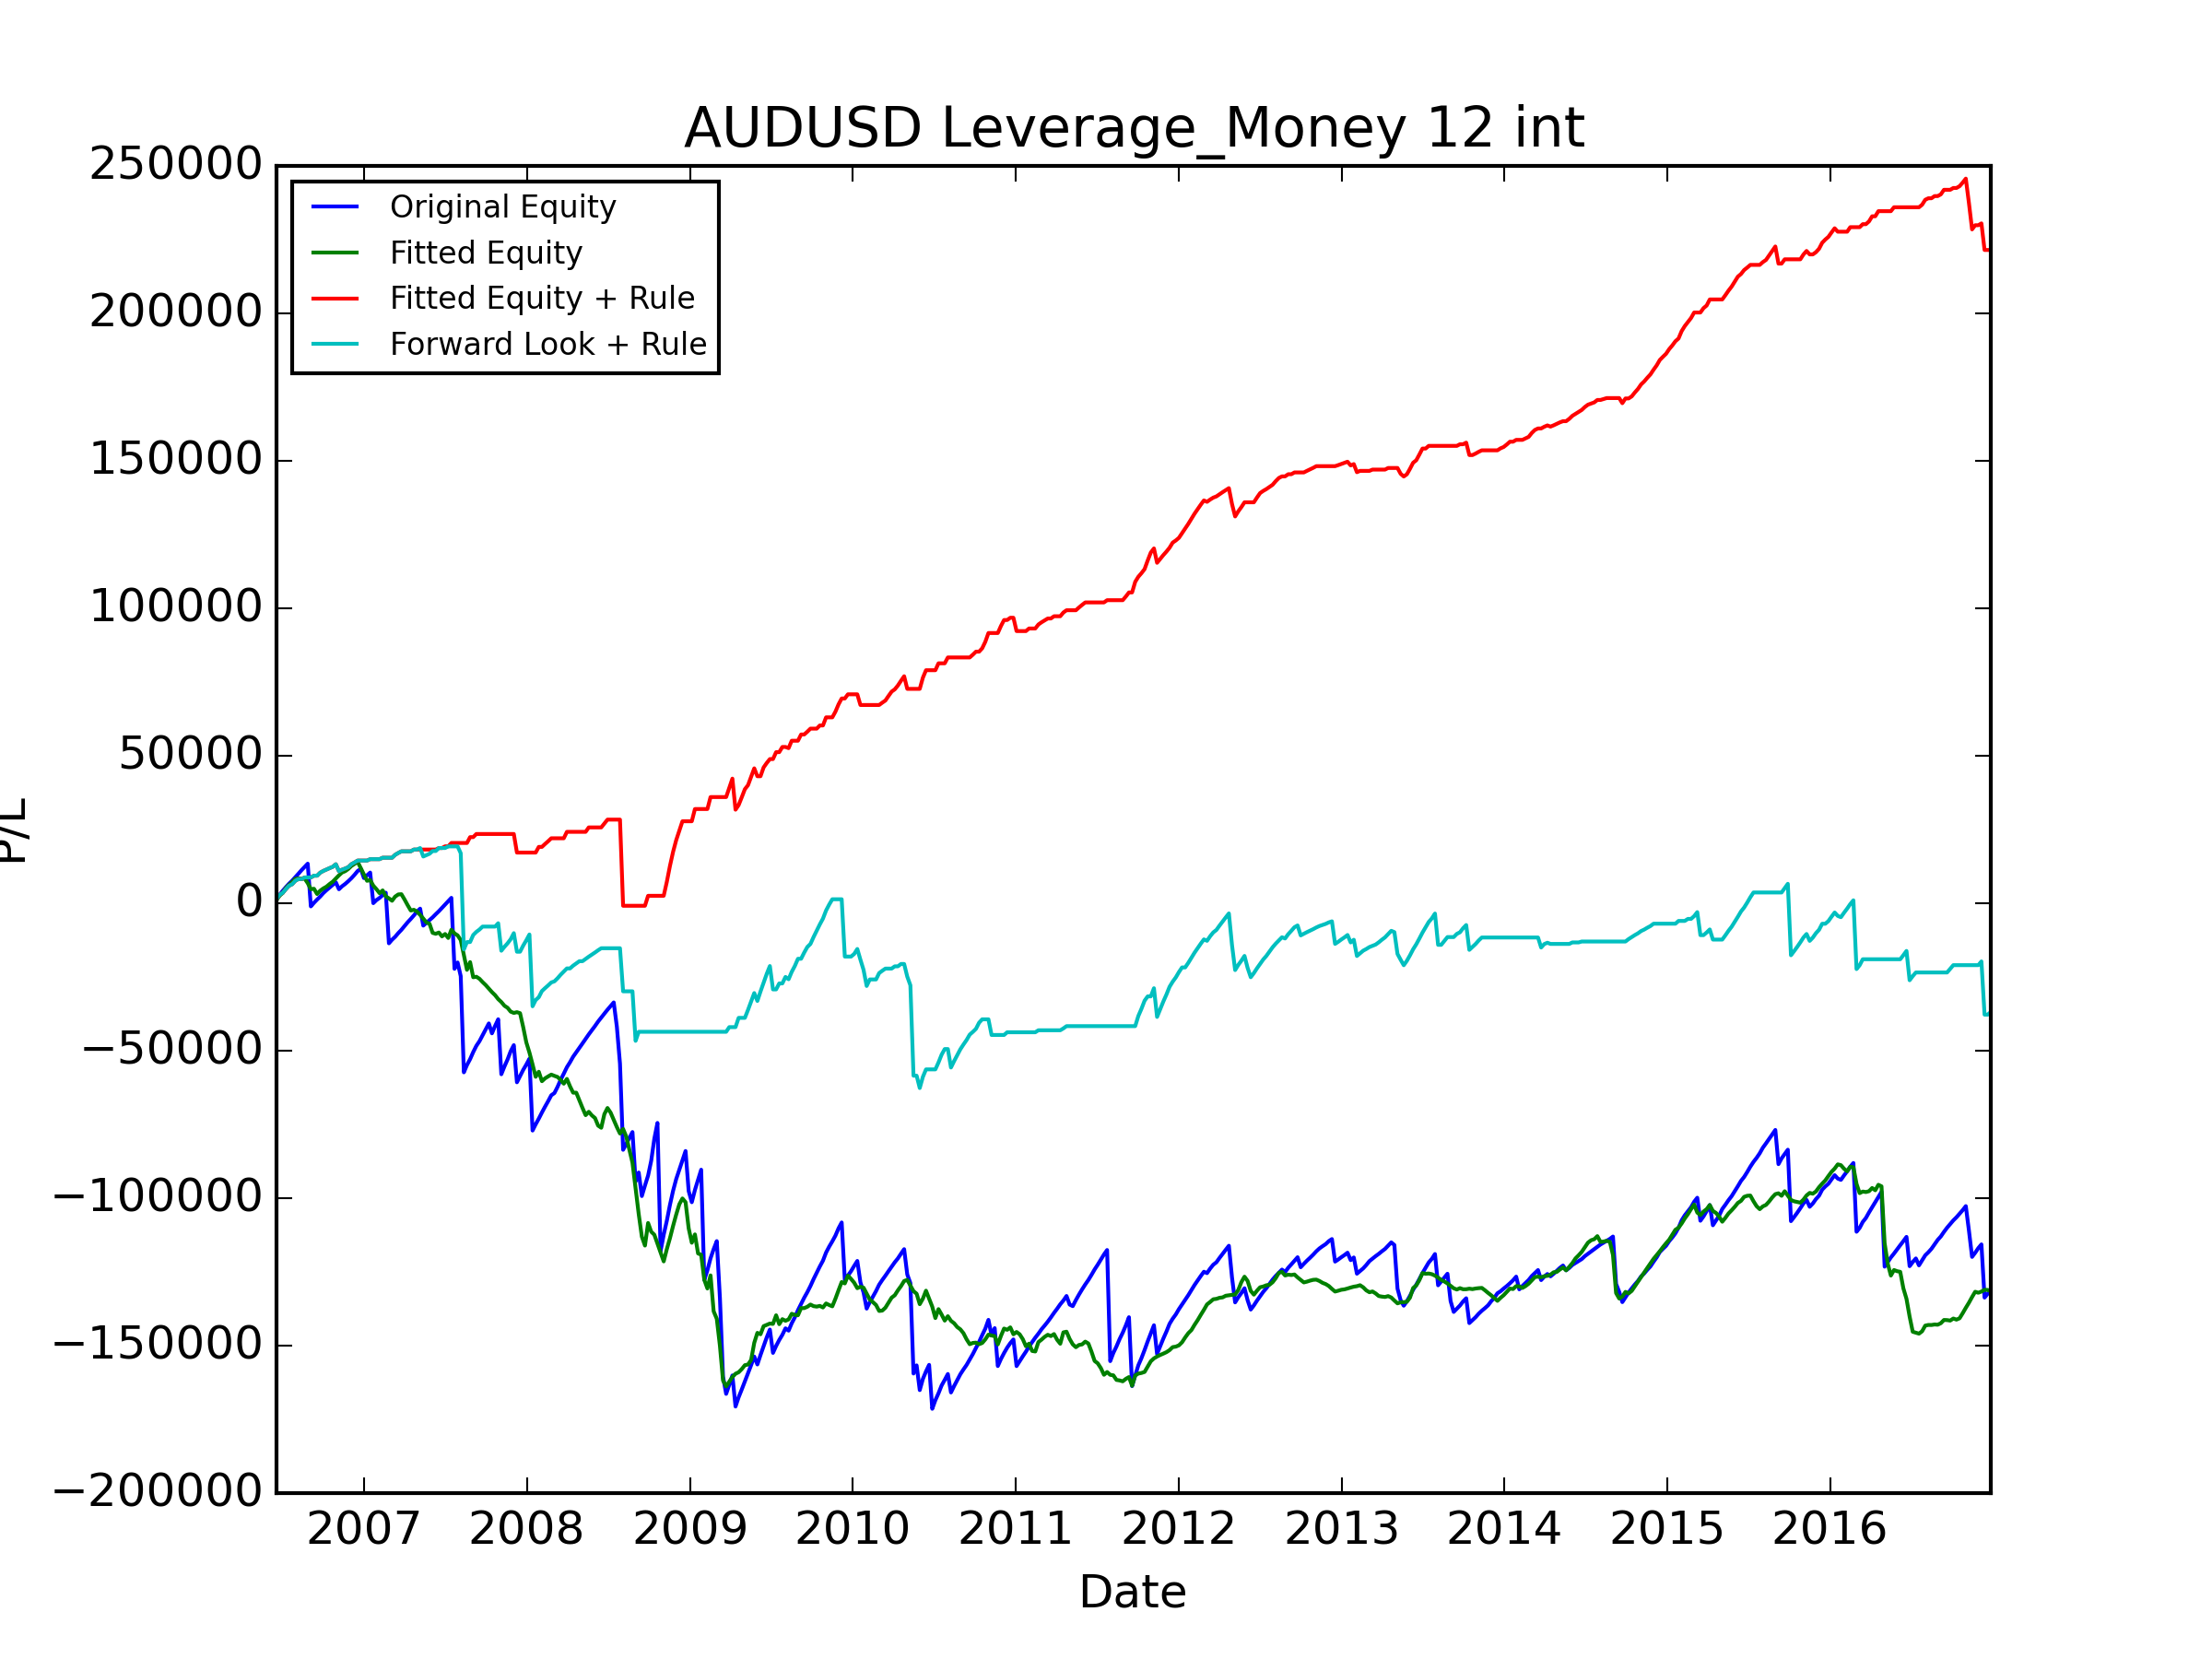 AUDUSD Leverage_Money 12 int
250000
200000
150000
100000
50000
0
−50000
−100000
−150000
−200000
P/L
Original Equity
Fitted Equity
Fitted Equity + Rule
Forward Look + Rule
2007 2008 2009 2010 2011 2012 2013 2014 2015 2016
Date